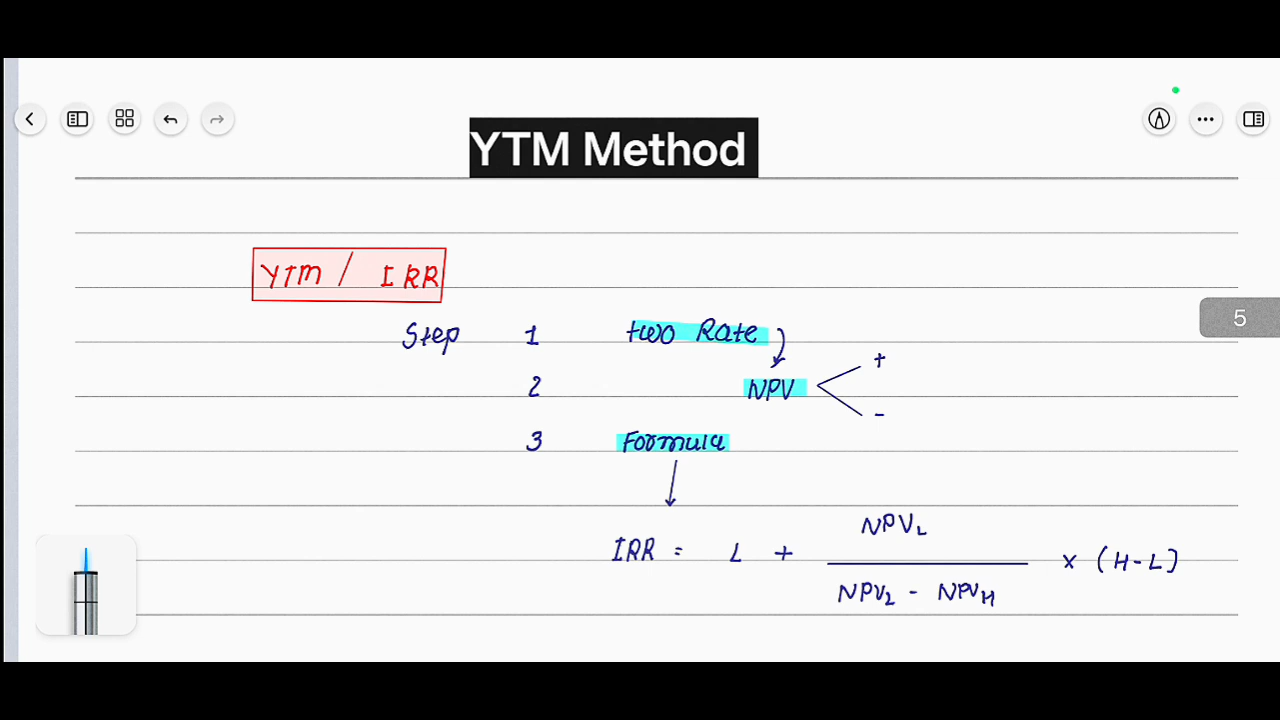 YTM Method
YTM / IRR
5
Step 1 two Rate
+
2 NPV
-
3 Formula
NPVL
IRR = L + × (H-L)
NPVL - NPVH